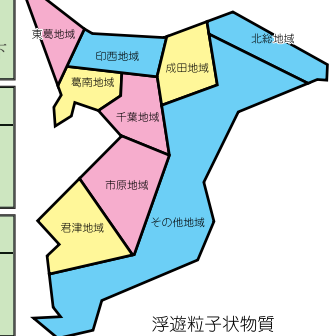 東葛地域
北総地域
印西地域
成田地域
葛南地域
千葉地域
市原地域
君津地域
その他地域
浮遊粒子状物質